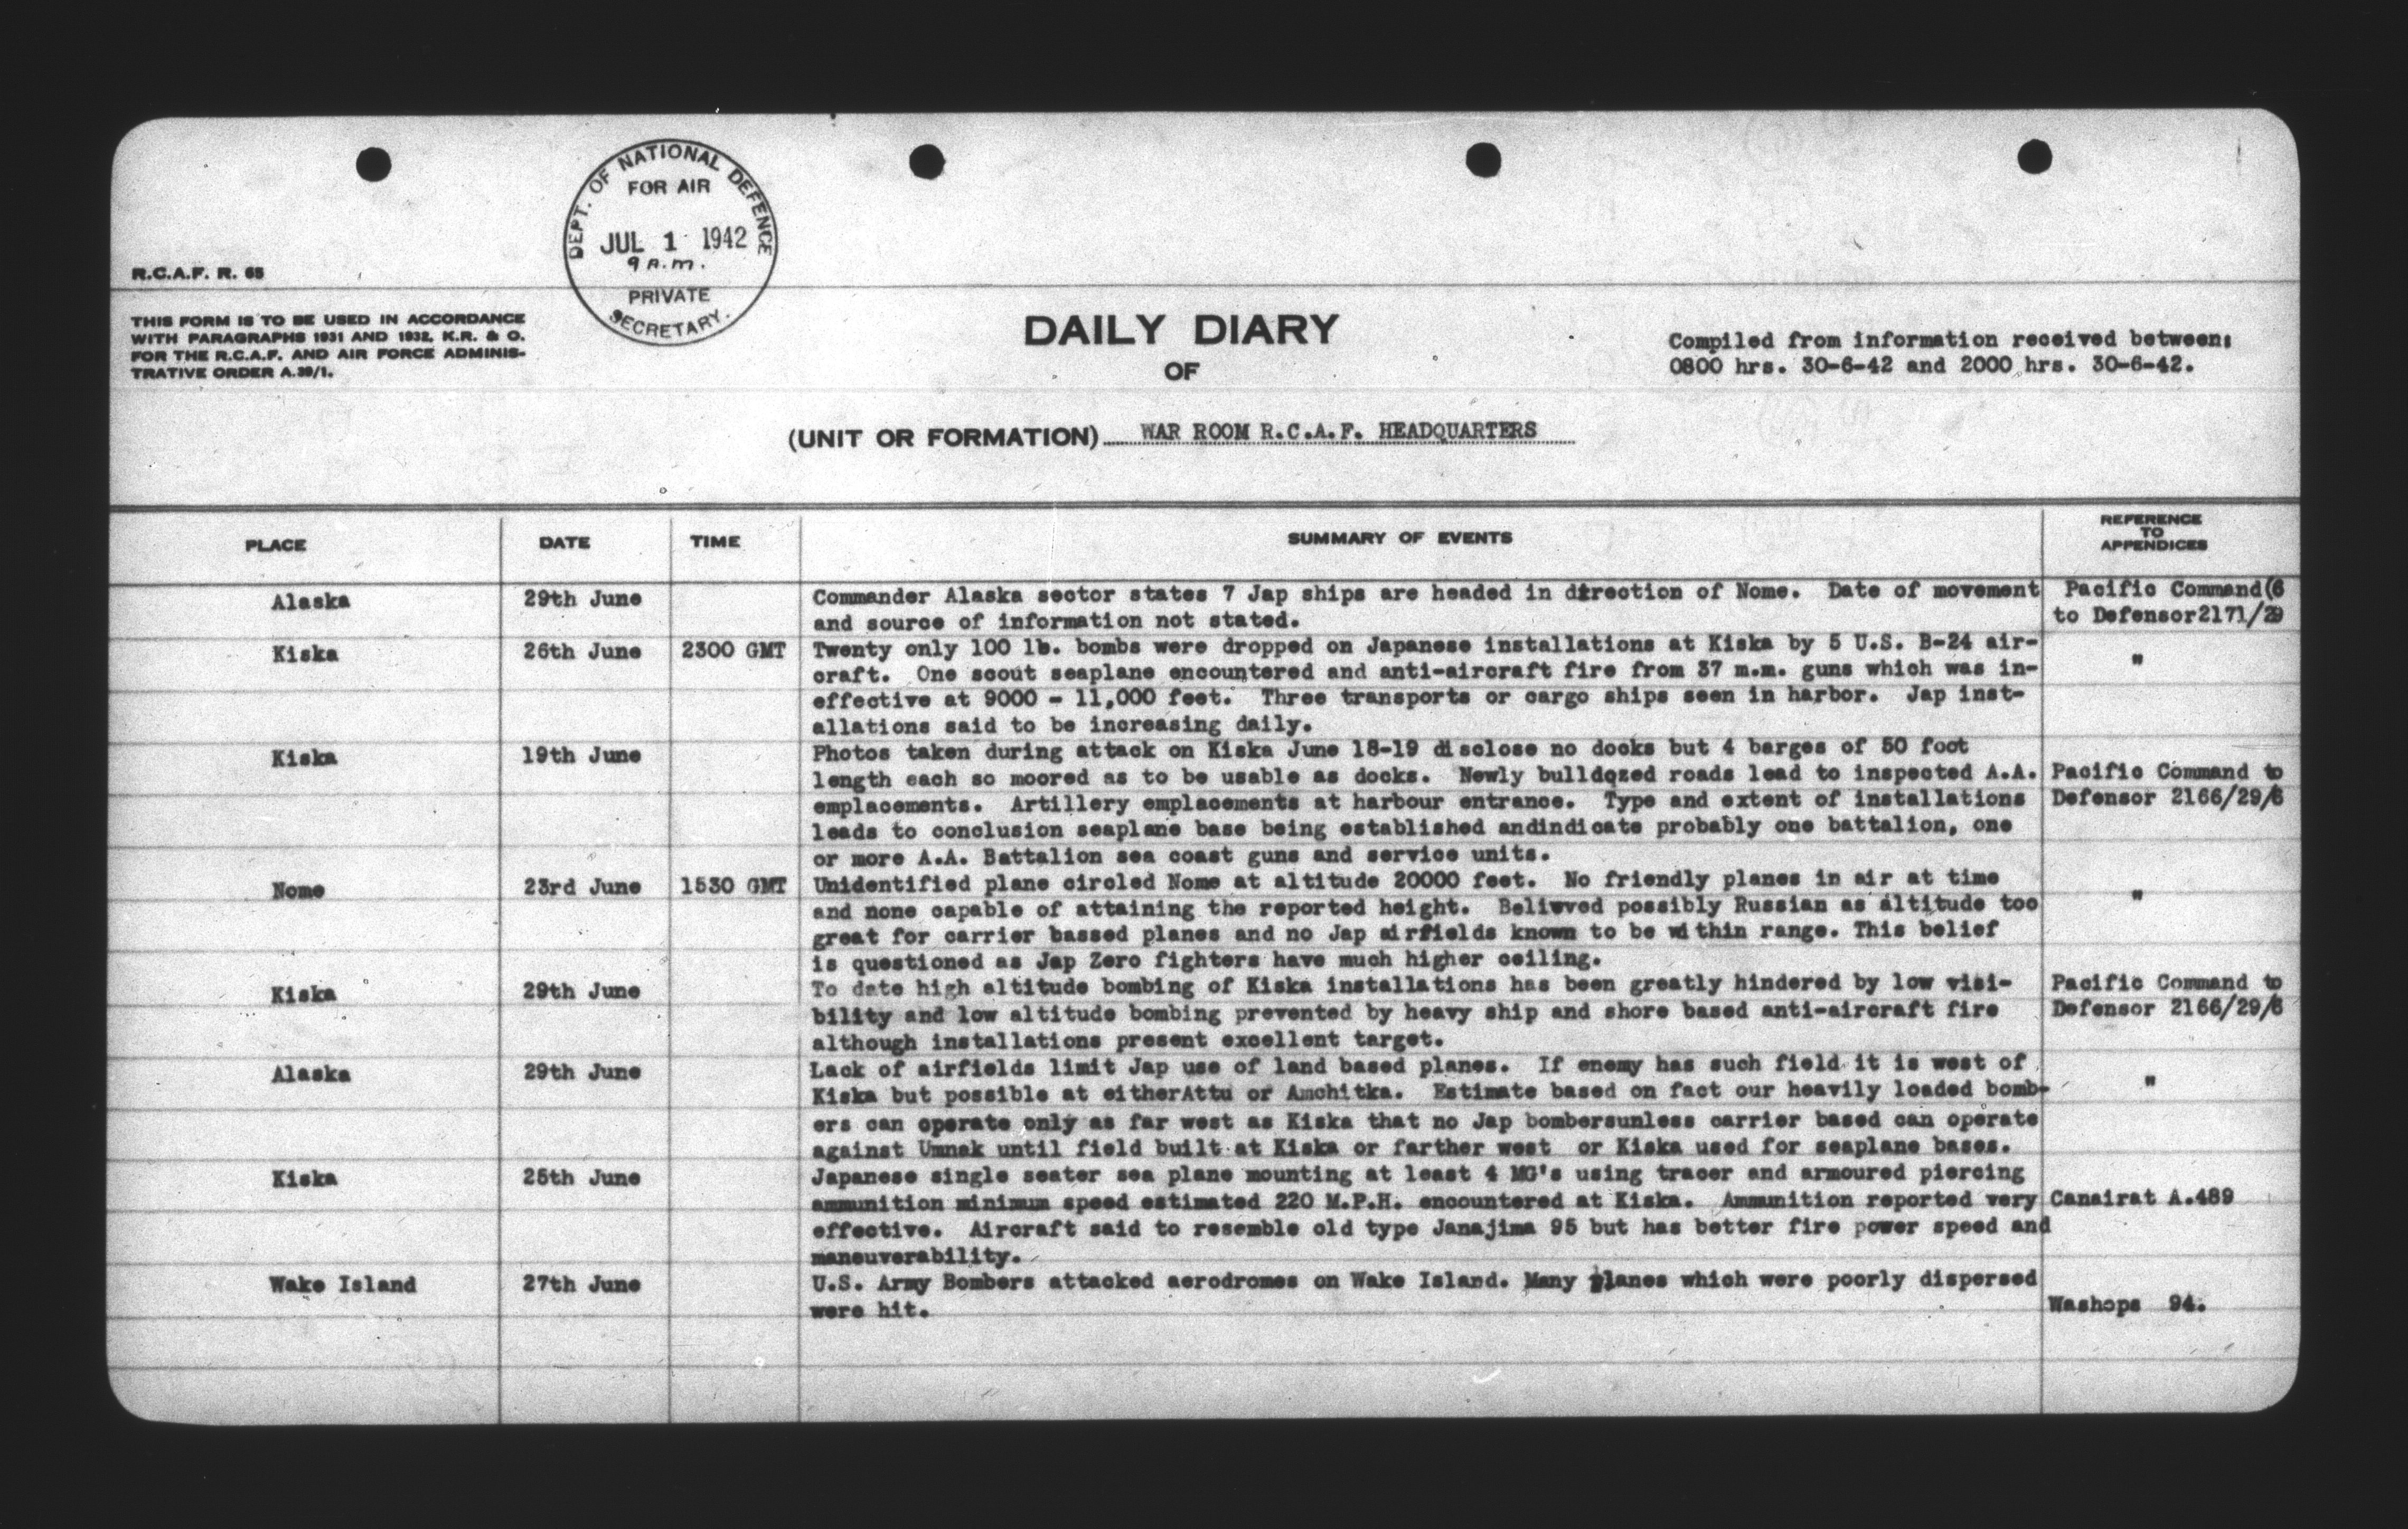 DEPT. OF NATIONAL DEFENCE
FOR AIR
JUL 1 1942
9 A.M.
PRIVATE
SECRETARY.
R.C.A.F. R. 65
THIS FORM IS TO BE USED IN ACCORDANCE
WITH PARAGRAPHS 1931 AND 1932, K.R. & O.
FOR THE R.C.A.F. AND AIR FORCE ADMINIS-
TRATIVE ORDER A.39/1.
DAILY DIARY
OF
(UNIT OR FORMATION) WAR ROOM R.C.A.F. HEADQUARTERS
Compiled from information received between:
0800 hrs. 30-6-42 and 2000 hrs. 30-6-42.
PLACE DATE TIME SUMMARY OF EVENTS REFERENCE
TO
APPENDICES
Alaska 29th June Commander Alaska sector states 7 Jap ships are headed in direction of Nome. Date of movement Pacific Command(6
and source of information not stated. to Defensor2171/29
Kiska 26th June 2300 GMT Twenty only 100 lb. bombs were dropped on Japanese installations at Kiska by 5 U.S. B-24 air-
craft. One scout seaplane encountered and anti-aircraft fire from 37 m.m. guns which was in- "
effective at 9000 - 11,000 feet. Three transports or cargo ships seen in harbor. Jap inst-
allations said to be increasing daily.
Kiska 19th June Photos taken during attack on Kiska June 18-19 disclose no docks but 4 barges of 50 foot
length each so moored as to be usable as docks. Newly bulldozed roads lead to inspected A.A. Pacific Command to
emplacements. Artillery emplacements at harbour entrance. Type and extent of installations Defensor 2166/29/6
leads to conclusion seaplane base being established andindicate probably one battalion, one
or more A.A. Battalion sea coast guns and service units.
Nome 23rd June 1530 GMT Unidentified plane circled Nome at altitude 20000 feet. No friendly planes in air at time
and none capable of attaining the reported height. Belivved possibly Russian as altitude too "
great for carrier bassed planes and no Jap airfields known to be within range. This belief
is questioned as Jap Zero fighters have much higher ceiling.
Kiska 29th June To date high altitude bombing of Kiska installations has been greatly hindered by low visi- Pacific Command to
bility and low altitude bombing prevented by heavy ship and shore based anti-aircraft fire Defensor 2166/29/6
although installations present excellent target.
Alaska 29th June Lack of airfields limit Jap use of land based planes. If enemy has such field it is west of
Kiska but possible at eitherAttu or Amchitka. Estimate based on fact our heavily loaded bomb- "
ers can operate only as far west as Kiska that no Jap bombersunless carrier based can operate
against Umnak until field built at Kiska or farther west or Kiska used for seaplane bases.
Kiska 25th June Japanese single seater sea plane mounting at least 4 MG's using tracer and armoured piercing
ammunition minimum speed estimated 220 M.P.H. encountered at Kiska. Ammunition reported very Canairat A.489
effective. Aircraft said to resemble old type Janajima 95 but has better fire power speed and
maneuverability.
Wake Island 27th June U.S. Army Bombers attacked aerodromes on Wake Island. Many planes which were poorly dispersed
were hit. Washops 94.